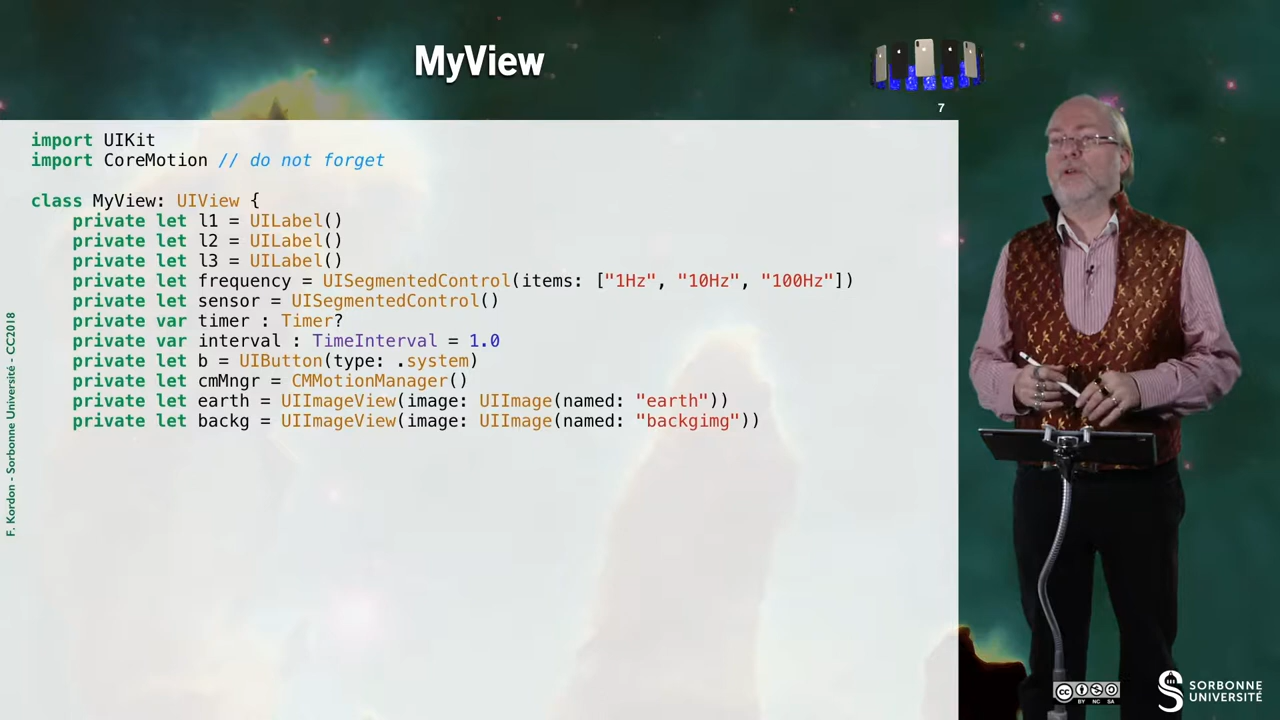 MyView
7
import UIKit
import CoreMotion // do not forget
class MyView: UIView {
private let l1 = UILabel()
private let l2 = UILabel()
private let l3 = UILabel()
private let frequency = UISegmentedControl(items: ["1Hz", "10Hz", "100Hz"])
private let sensor = UISegmentedControl()
private var timer : Timer?
private var interval : TimeInterval = 1.0
private let b = UIButton(type: .system)
private let cmMngr = CMMotionManager()
private let earth = UIImageView(image: UIImage(named: "earth"))
private let backg = UIImageView(image: UIImage(named: "backgimg"))
F. Kordon - Sorbonne Université - CC2018
cc
BY NC SA
SORBONNE
UNIVERSITÉ